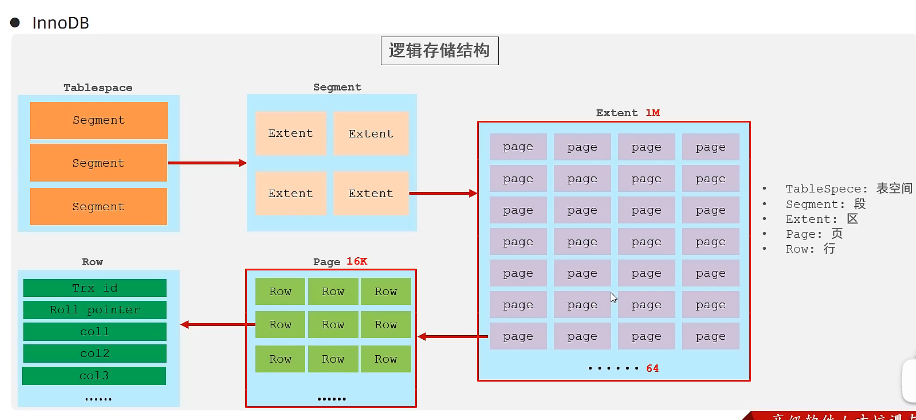 InnoDB
逻辑存储结构
Tablespace
Segment
Segment
Segment
Segment
Extent
Extent
Extent
Extent
Extent 1M
page page page page
page page page page
page page page page
page page page page
page page page page
page page page page
page page page page
······ 64
TableSpece: 表空间
Segment: 段
Extent: 区
Page: 页
Row: 行
Row
Trx id
Roll pointer
col1
col2
col3
......
Page 16K
Row Row Row
Row Row Row
Row Row Row
......